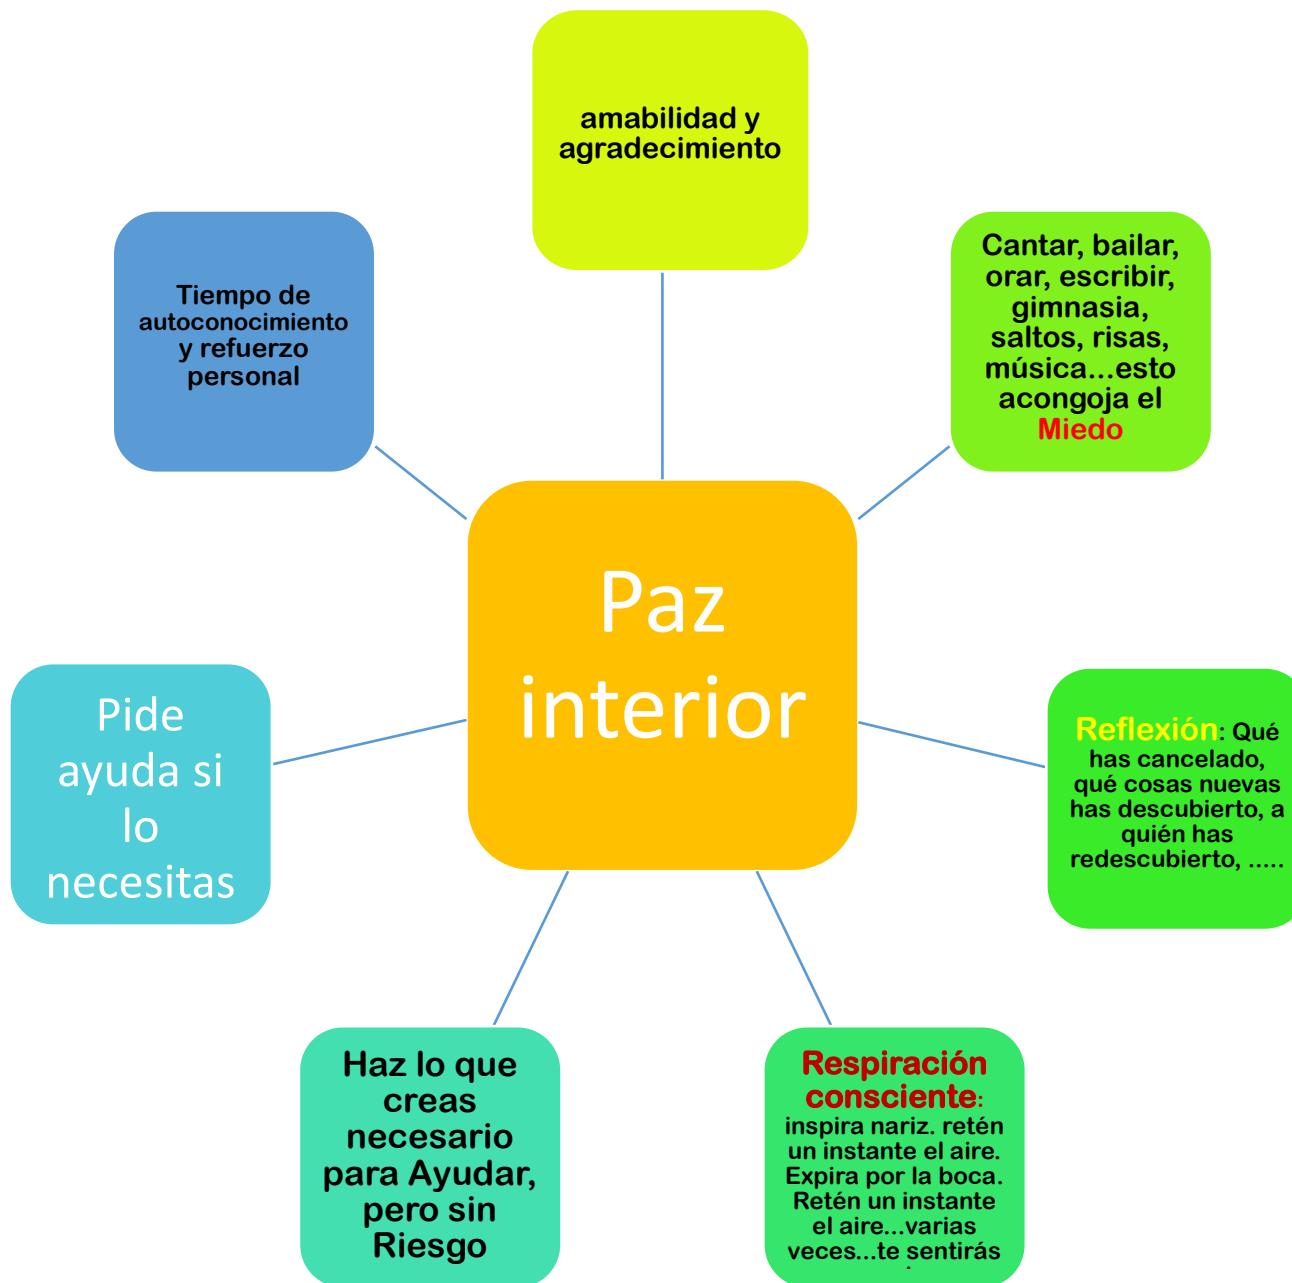 amabilidad y
agradecimiento
Cantar, bailar,
orar, escribir,
gimnasia,
saltos, risas,
música...esto
acongoja el
Miedo
Reflexión: Qué
has cancelado,
qué cosas nuevas
has descubierto, a
quién has
redescubierto, .....
Respiración
consciente:
inspira nariz. retén
un instante el aire.
Expira por la boca.
Retén un instante
el aire...varias
veces...te sentirás
Haz lo que
creas
necesario
para Ayudar,
pero sin
Riesgo
Pide
ayuda si
lo
necesitas
Tiempo de
autoconocimiento
y refuerzo
personal
Paz
interior